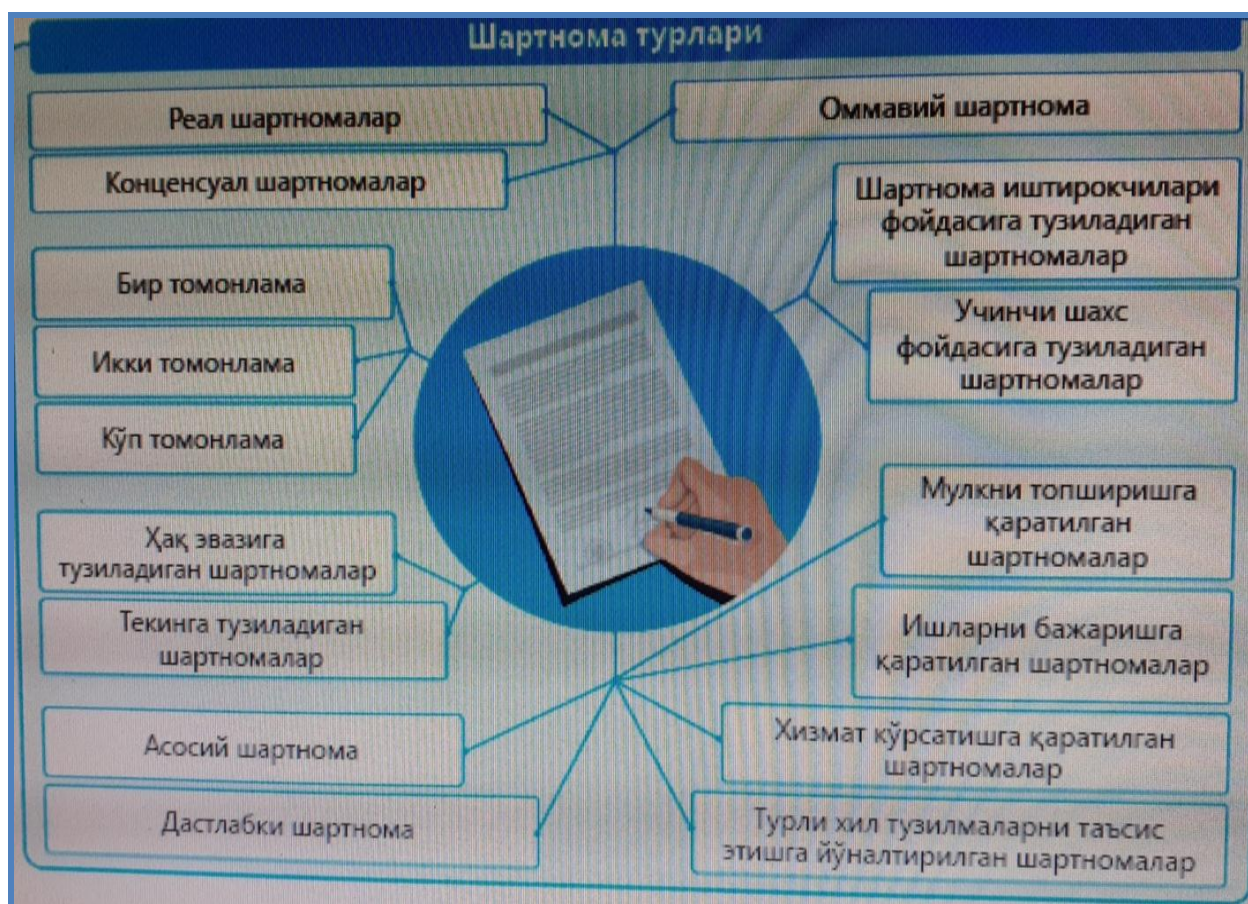 Шартнома турлари
Реал шартномалар
Конценсуал шартномалар
Оммавий шартнома
Шартнома иштирокчилари
фойдасига тузиладиган
шартномалар
Учинчи шахс
фойдасига тузиладиган
шартномалар
Бир томонлама
Икки томонлама
Кўп томонлама
Ҳақ эвазига
тузиладиган шартномалар
Текинга тузиладиган
шартномалар
Мулкни топширишга
қаратилган
шартномалар
Ишларни бажаришга
қаратилган шартномалар
Асосий шартнома
Дастлабки шартнома
Хизмат кўрсатишга қаратилган
шартномалар
Турли хил тузилмаларни таъсис
этишга йўналтирилган шартномалар